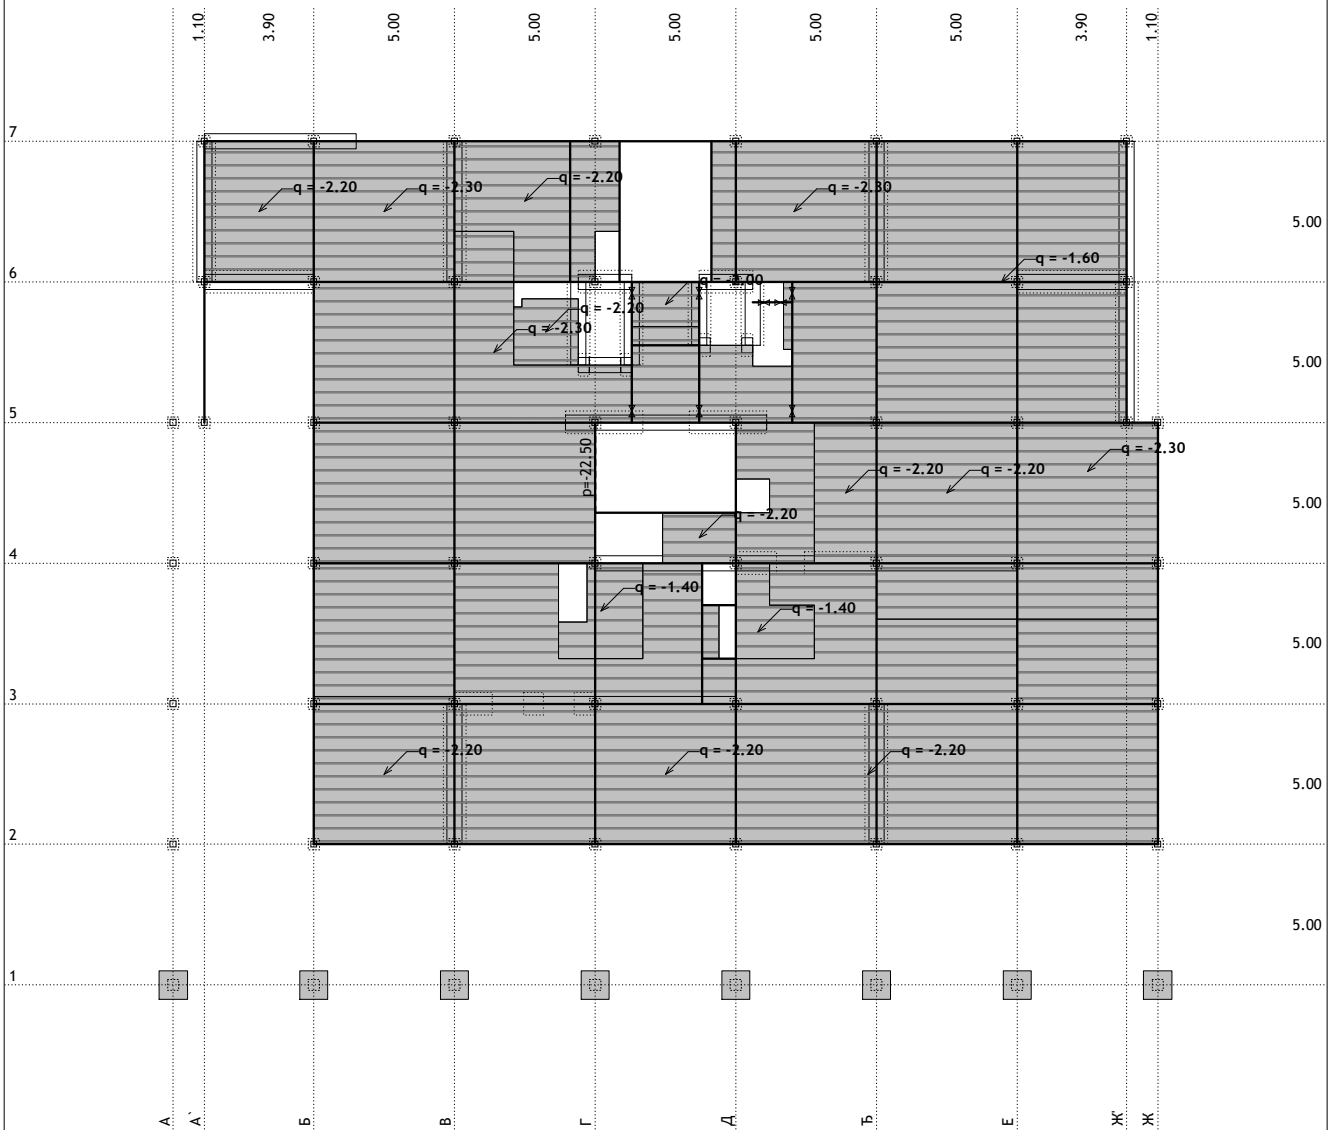 1.10
3.90
5.00
5.00
5.00
5.00
5.00
3.90
1.10
7
q = -2.20
q = -2.30
q = -2.20
q = -2.30
5.00
6
q = -1.60
q = -2.20
q = -2.30
5.00
5
q = -2.30
p=-22.50
q = -2.20
q = -2.20
5.00
q = -2.20
4
q = -1.40
q = -1.40
5.00
3
q = -2.20
q = -2.20
q = -2.20
5.00
2
5.00
1
А
А`
Б
В
Г
Д
Ђ
Е
Ж'
Ж